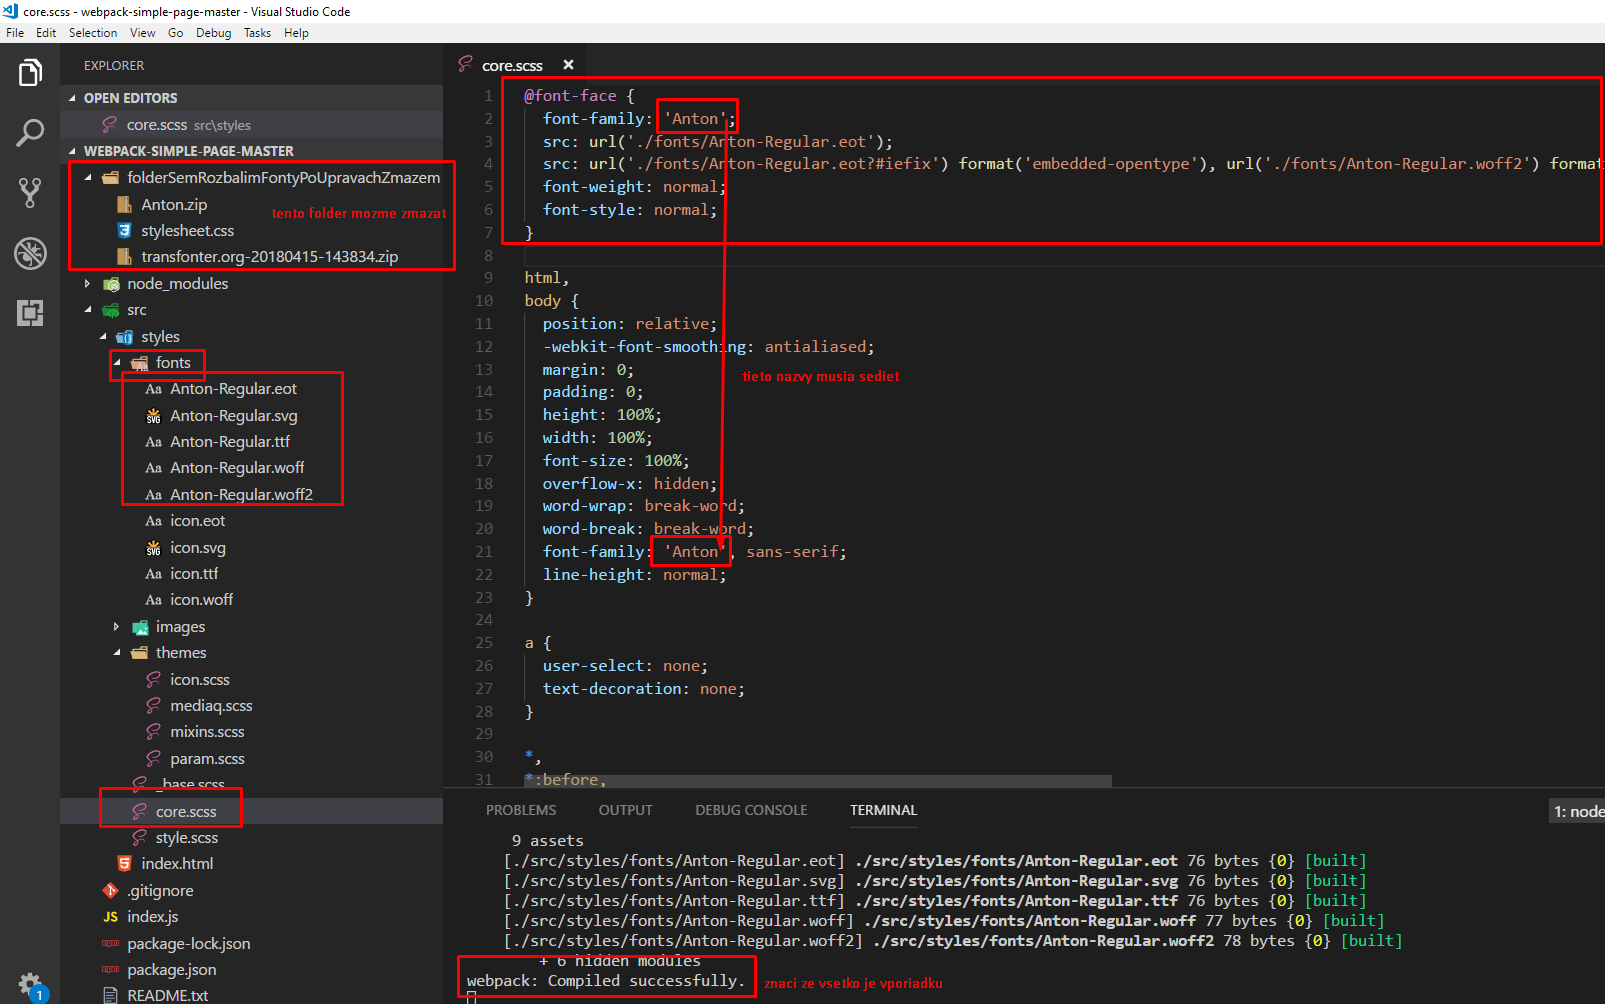 core.scss - webpack-simple-page-master - Visual Studio Code
File Edit Selection View Go Debug Tasks Help
EXPLORER
OPEN EDITORS
core.scss src\styles
WEBPACK-SIMPLE-PAGE-MASTER
folderSemRozbalimFontyPoUpravachZmazem
Anton.zip
tento folder mozme zmazat
stylesheet.css
transfonter.org-20180415-143834.zip
node_modules
src
styles
fonts
Anton-Regular.eot
Anton-Regular.svg
Anton-Regular.ttf
Anton-Regular.woff
Anton-Regular.woff2
icon.eot
icon.svg
icon.ttf
icon.woff
images
themes
icon.scss
mediaq.scss
mixins.scss
param.scss
_base.scss
core.scss
style.scss
index.html
.gitignore
JS index.js
package-lock.json
package.json
README.txt
1
core.scss
1 @font-face {
2 font-family: 'Anton';
3 src: url('./fonts/Anton-Regular.eot');
4 src: url('./fonts/Anton-Regular.eot?#iefix') format('embedded-opentype'), url('./fonts/Anton-Regular.woff2') format
5 font-weight: normal;
6 font-style: normal;
7 }
8
9 html,
10 body {
11 position: relative;
12 -webkit-font-smoothing: antialiased;
13 margin: 0;
tieto nazvy musia sediet
14 padding: 0;
15 height: 100%;
16 width: 100%;
17 font-size: 100%;
18 overflow-x: hidden;
19 word-wrap: break-word;
20 word-break: break-word;
21 font-family: 'Anton', sans-serif;
22 line-height: normal;
23 }
24
25 a {
26 user-select: none;
27 text-decoration: none;
28 }
29
30 *,
31 *:before,
PROBLEMS OUTPUT DEBUG CONSOLE TERMINAL
1: node
9 assets
[./src/styles/fonts/Anton-Regular.eot] ./src/styles/fonts/Anton-Regular.eot 76 bytes {0} [built]
[./src/styles/fonts/Anton-Regular.svg] ./src/styles/fonts/Anton-Regular.svg 76 bytes {0} [built]
[./src/styles/fonts/Anton-Regular.ttf] ./src/styles/fonts/Anton-Regular.ttf 76 bytes {0} [built]
[./src/styles/fonts/Anton-Regular.woff] ./src/styles/fonts/Anton-Regular.woff 77 bytes {0} [built]
[./src/styles/fonts/Anton-Regular.woff2] ./src/styles/fonts/Anton-Regular.woff2 78 bytes {0} [built]
+ 6 hidden modules
webpack: Compiled successfully.
znaci ze vsetko je vporiadku